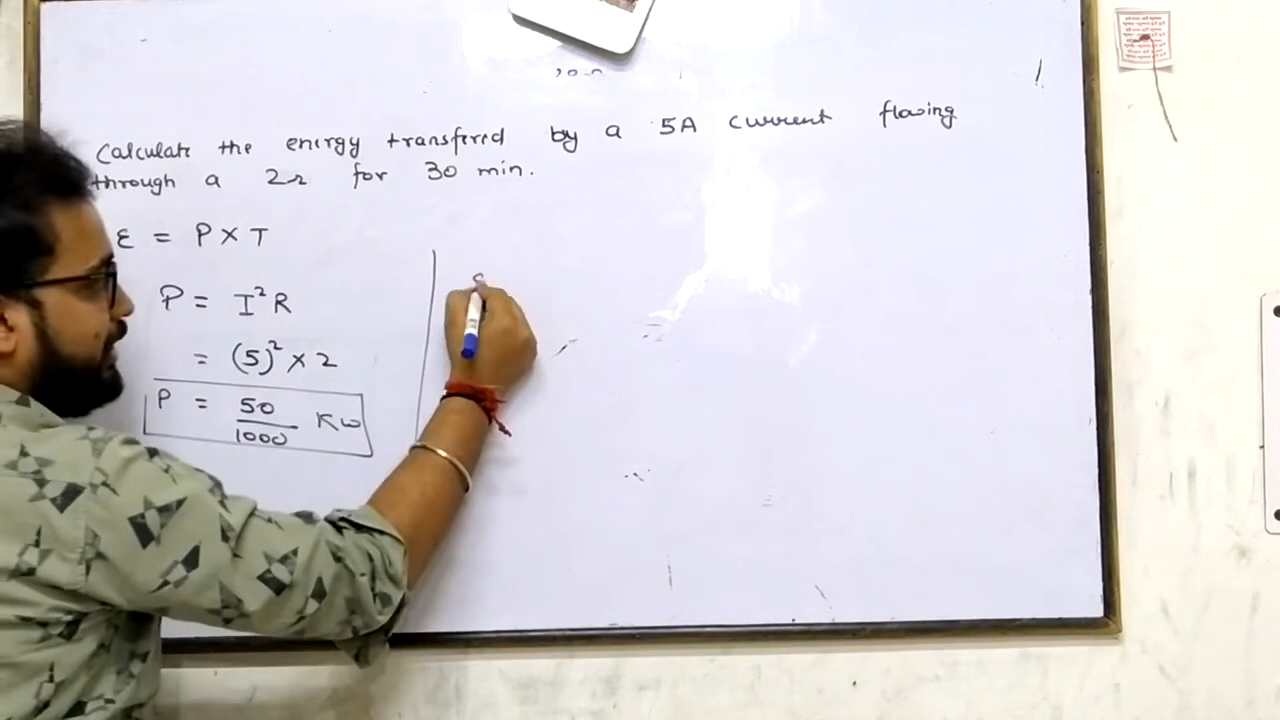 Calculate the energy transferred by a 5A current flowing
through a 2Ω for 30 min.
E = P X T
P = I²R
= (5)² X 2
P = 50/1000 Kw